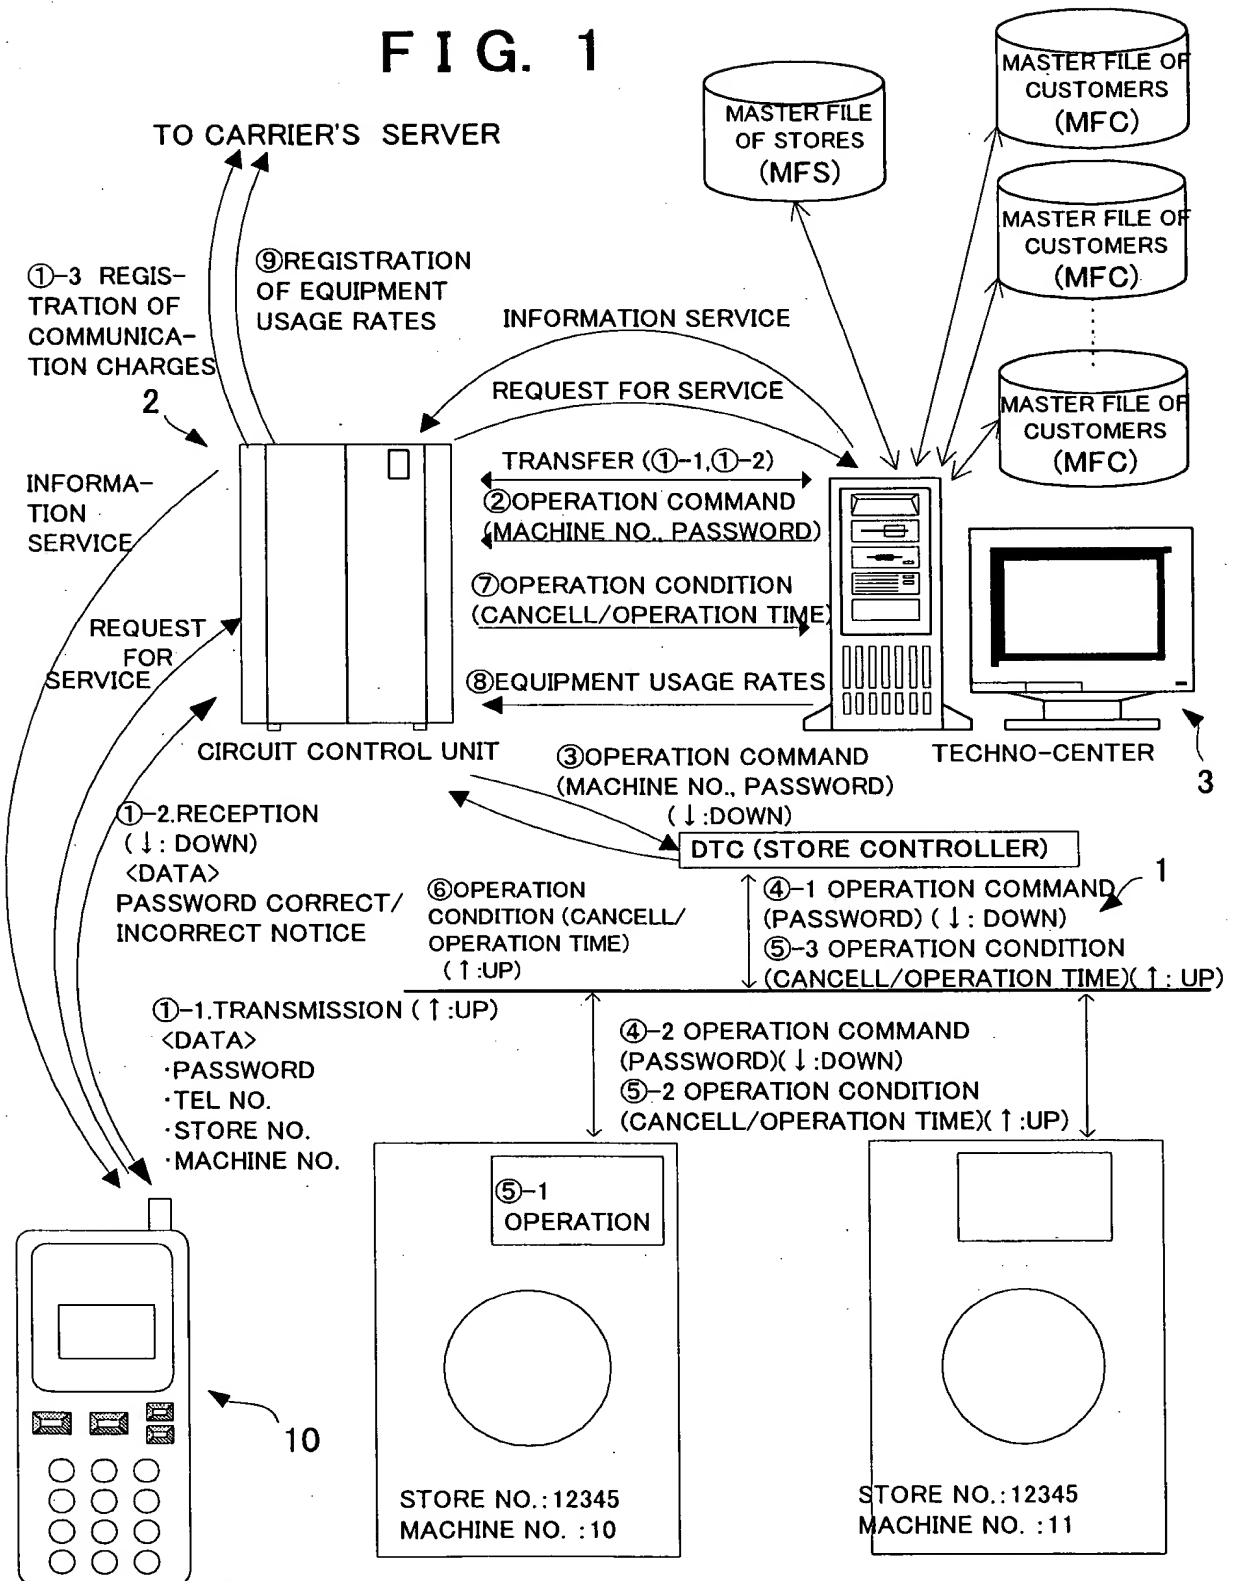 FIG. 1
TO CARRIER'S SERVER
MASTER FILE
OF STORES
(MFS)
MASTER FILE OF
CUSTOMERS
(MFC)
MASTER FILE OF
CUSTOMERS
(MFC)
MASTER FILE OF
CUSTOMERS
(MFC)
①-3 REGIS-
TRATION OF
COMMUNICA-
TION CHARGES
⑨REGISTRATION
OF EQUIPMENT
USAGE RATES
INFORMATION SERVICE
REQUEST FOR SERVICE
2
INFORMA-
TION
SERVICE
TRANSFER (①-1,①-2)
②OPERATION COMMAND
(MACHINE NO., PASSWORD)
⑦OPERATION CONDITION
(CANCELL/OPERATION TIME)
REQUEST
FOR
SERVICE
⑧EQUIPMENT USAGE RATES
CIRCUIT CONTROL UNIT
TECHNO-CENTER
3
③OPERATION COMMAND
(MACHINE NO., PASSWORD)
(↓:DOWN)
DTC (STORE CONTROLLER)
①-2.RECEPTION
(↓: DOWN)
<DATA>
PASSWORD CORRECT/
INCORRECT NOTICE
⑥OPERATION
CONDITION (CANCELL/
OPERATION TIME)
(↑:UP)
1
④-1 OPERATION COMMAND
(PASSWORD) (↓: DOWN)
⑤-3 OPERATION CONDITION
(CANCELL/OPERATION TIME)(↑: UP)
①-1.TRANSMISSION (↑:UP)
<DATA>
·PASSWORD
·TEL NO.
·STORE NO.
·MACHINE NO.
④-2 OPERATION COMMAND
(PASSWORD)(↓:DOWN)
⑤-2 OPERATION CONDITION
(CANCELL/OPERATION TIME)(↑:UP)
⑤-1
OPERATION
10
STORE NO.:12345
MACHINE NO. :10
STORE NO.:12345
MACHINE NO. :11